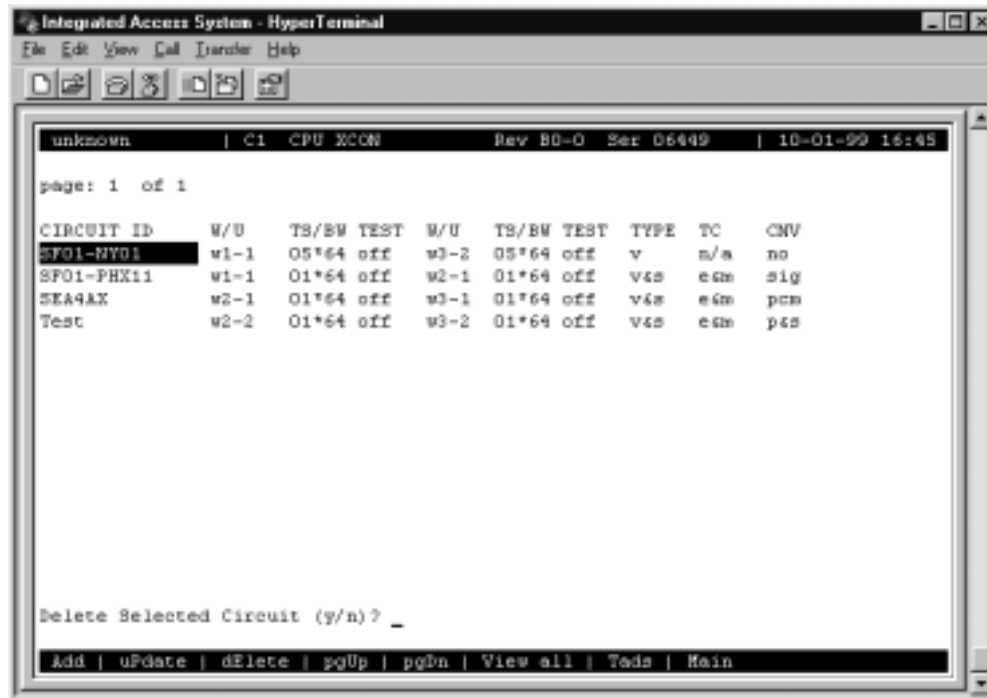 Integrated Access System - HyperTerminal
File Edit View Call Transfer Help
unknown | C1 CPU XCON Rev B0-0 Ser 06449 | 10-01-99 16:45
page: 1 of 1
CIRCUIT ID W/U TS/BW TEST W/U TS/BW TEST TYPE TC CNV
SF01-NY01 w1-1 05*64 off w3-2 05*64 off v n/a no
SF01-PHX11 w1-1 01*64 off w2-1 01*64 off v&s e&m sig
SKA4AX w2-1 01*64 off w3-1 01*64 off v&s e&m pcm
Test w2-2 01*64 off w3-2 01*64 off v&s e&m p&s
Delete Selected Circuit (y/n)? _
Add | uPdate | dElete | pgUp | pgDn | View all | Tads | Main